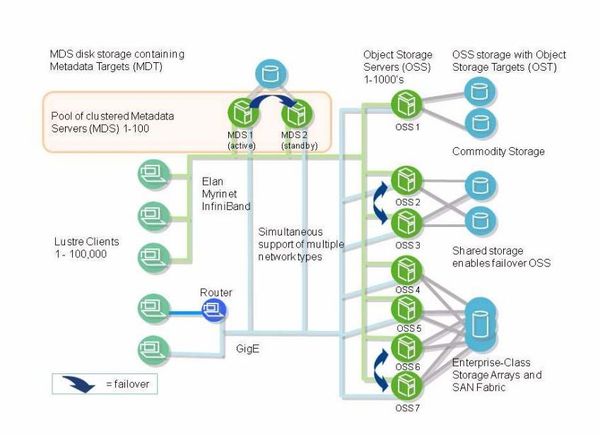 MDS disk storage containing
Metadata Targets (MDT)
Pool of clustered Metadata
Servers (MDS) 1-100
MDS 1
(active)
MDS 2
(standby)
Object Storage
Servers (OSS)
1-1000's
OSS storage with Object
Storage Targets (OST)
OSS 1
Commodity Storage
Elan
Myrinet
InfiniBand
OSS 2
Lustre Clients
1 - 100,000
Simultaneous
support of multiple
network types
OSS 3
Shared storage
enables failover OSS
Router
OSS 4
OSS 5
GigE
OSS 6
Enterprise-Class
Storage Arrays and
SAN Fabric
= failover
OSS 7